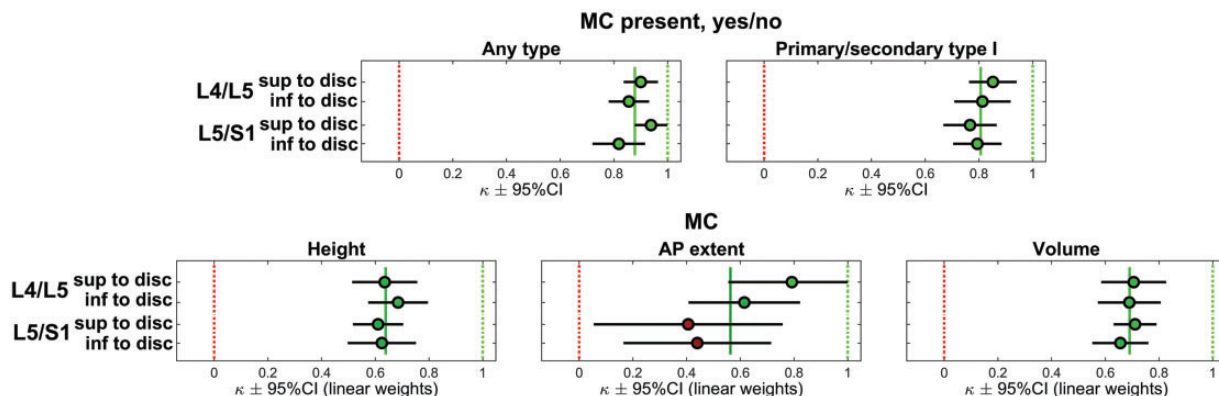 MC present, yes/no
Any type
Primary/secondary type I
L4/L5 sup to disc
inf to disc
L5/S1 sup to disc
inf to disc
0 0.2 0.4 0.6 0.8 1
κ ± 95%CI
0 0.2 0.4 0.6 0.8 1
κ ± 95%CI
MC
Height
AP extent
Volume
L4/L5 sup to disc
inf to disc
L5/S1 sup to disc
inf to disc
0 0.2 0.4 0.6 0.8 1
κ ± 95%CI (linear weights)
0 0.2 0.4 0.6 0.8 1
κ ± 95%CI (linear weights)
0 0.2 0.4 0.6 0.8 1
κ ± 95%CI (linear weights)